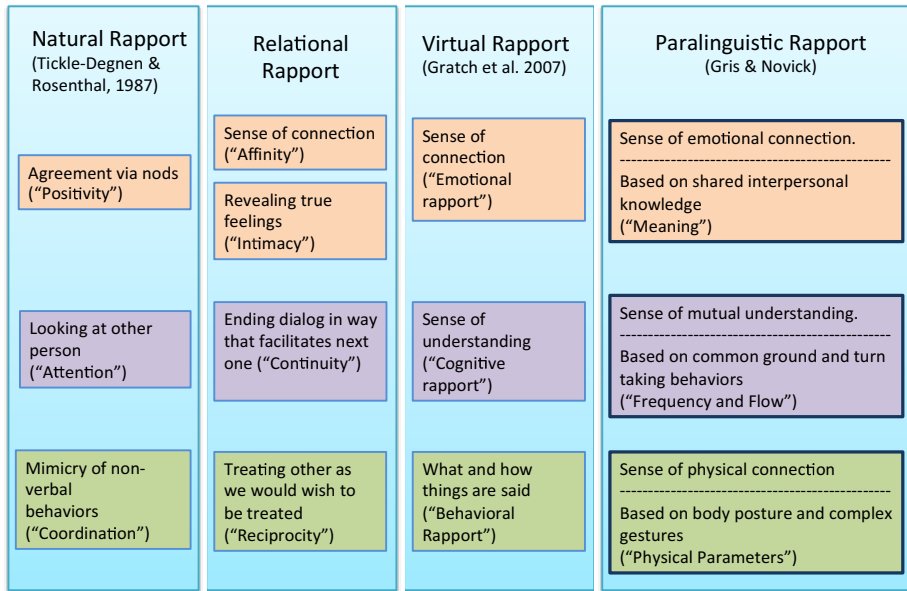 Natural Rapport
(Tickle-Degnen &
Rosenthal, 1987)
Agreement via nods
(“Positivity”)
Looking at other
person
(“Attention”)
Mimicry of non-
verbal
behaviors
(“Coordination”)
Relational
Rapport
Sense of connection
(“Affinity”)
Revealing true
feelings
(“Intimacy”)
Ending dialog in way
that facilitates next
one (“Continuity”)
Treating other as
we would wish to
be treated
(“Reciprocity”)
Virtual Rapport
(Gratch et al. 2007)
Sense of
connection
(“Emotional
rapport”)
Sense of
understanding
(“Cognitive
rapport”)
What and how
things are said
(“Behavioral
Rapport”)
Paralinguistic Rapport
(Gris & Novick)
Sense of emotional connection.
Based on shared interpersonal
knowledge
(“Meaning”)
Sense of mutual understanding.
Based on common ground and turn
taking behaviors
(“Frequency and Flow”)
Sense of physical connection
Based on body posture and complex
gestures
(“Physical Parameters”)